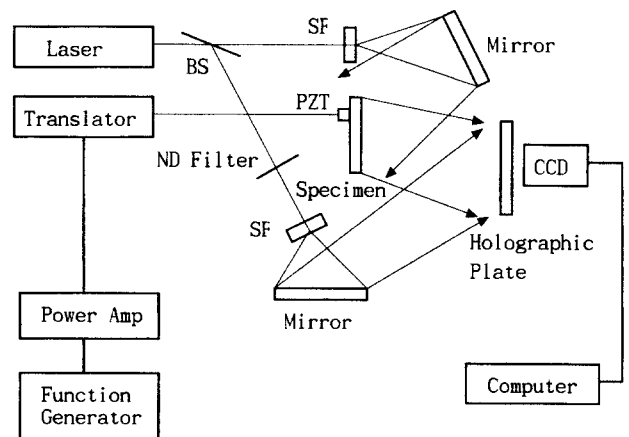 SF
Laser
Mirror
BS
PZT
Translator
CCD
ND Filter
Specimen
SF
Holographic
Plate
Power Amp
Mirror
Function
Generator
Computer